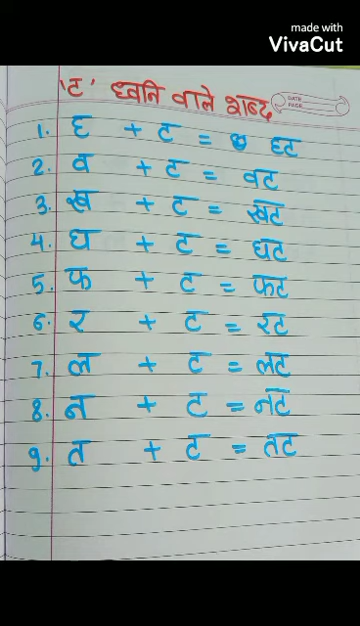 made with
VivaCut
'ट' ध्वनि वाले शब्द
DATE
1. ह + ट = हट
2. व + ट = वट
3. ख + ट = खट
4. घ + ट = घट
5. फ + ट = फट
6. र + ट = रट
7. ल + ट = लट
8. न + ट = नट
9. त + ट = तट